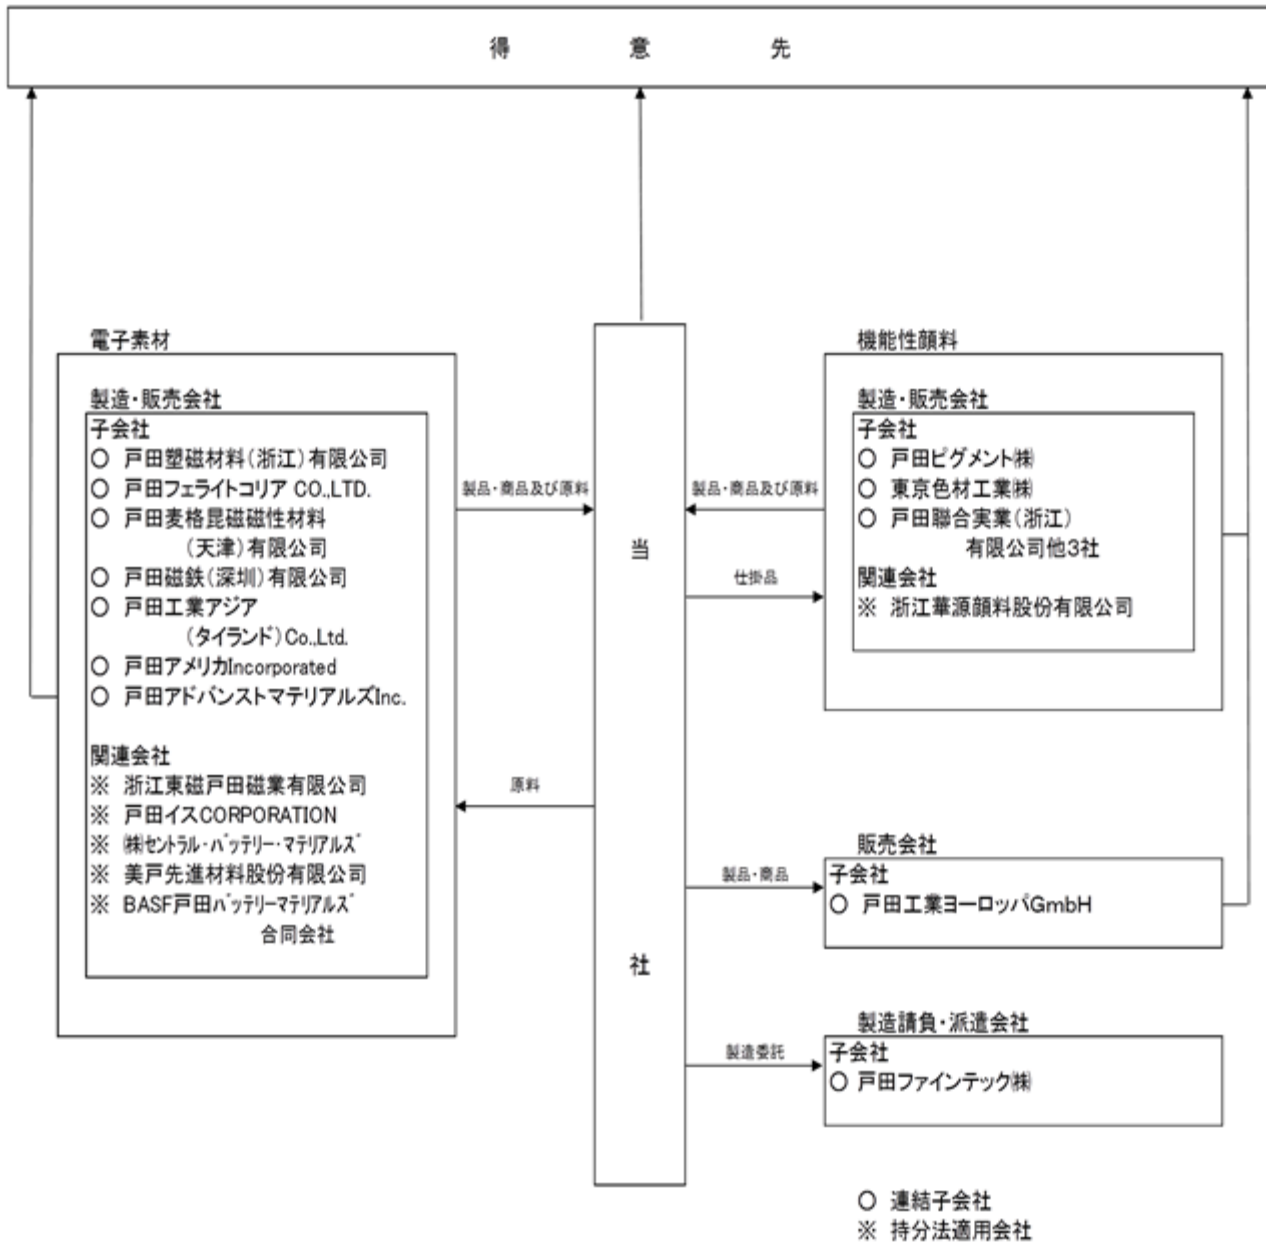 得意先
電子素材
製造・販売会社
子会社
○ 戸田塑磁材料(浙江)有限公司
○ 戸田フェライトコリア CO.,LTD.
○ 戸田麦格昆磁磁性材料
(天津)有限公司
○ 戸田磁鉄(深圳)有限公司
○ 戸田工業アジア
(タイランド)Co.,Ltd.
○ 戸田アメリカIncorporated
○ 戸田アドバンストマテリアルズInc.
関連会社
※ 浙江東磁戸田磁業有限公司
※ 戸田イスCORPORATION
※ ㈱セントラル・バッテリー・マテリアルズ
※ 美戸先進材料股份有限公司
※ BASF戸田バッテリーマテリアルズ
合同会社
製品・商品及び原料
原料
当社
製品・商品及び原料
仕掛品
製品・商品
製造委託
機能性顔料
製造・販売会社
子会社
○ 戸田ピグメント㈱
○ 東京色材工業㈱
○ 戸田聯合実業(浙江)
有限公司他3社
関連会社
※ 浙江華源顔料股份有限公司
販売会社
子会社
○ 戸田工業ヨーロッパGmbH
製造請負・派遣会社
子会社
○ 戸田ファインテック㈱
○ 連結子会社
※ 持分法適用会社